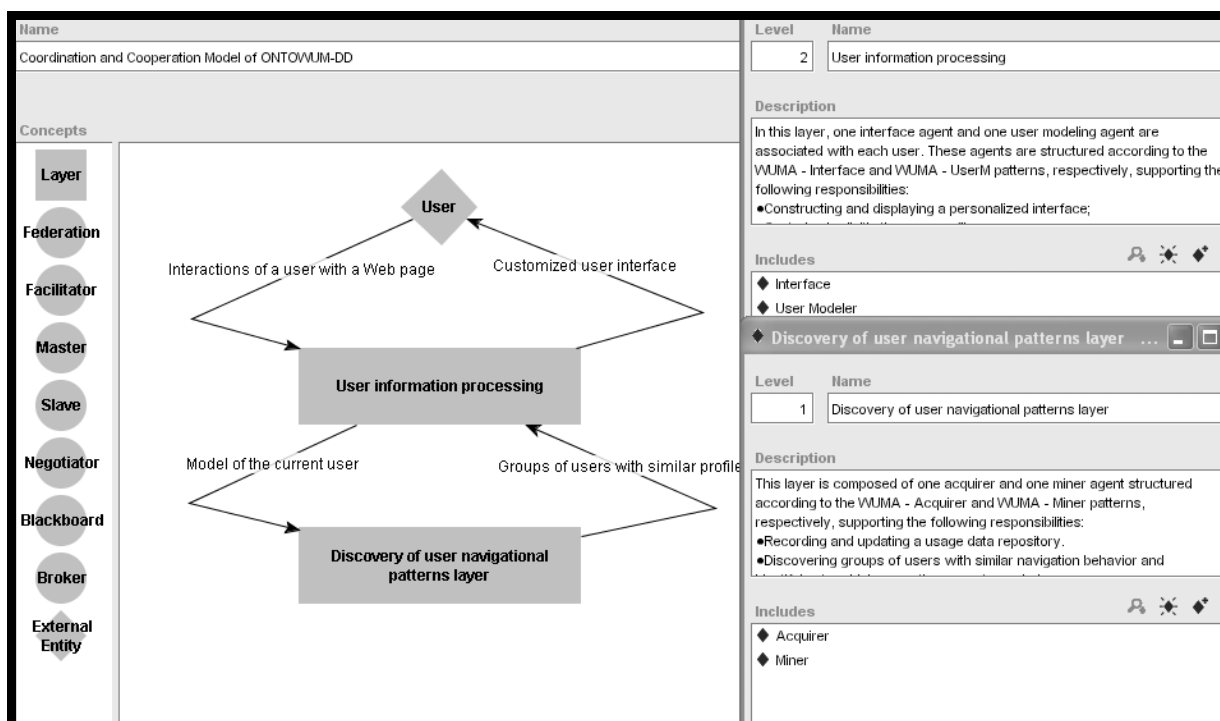 Name
Coordination and Cooperation Model of ONTOWUM-DD
Concepts
Layer
Federation
Facilitator
Master
Slave
Negotiator
Blackboard
Broker
External
Entity
User
Interactions of a user with a Web page
Customized user interface
User information processing
Model of the current user
Groups of users with similar profile
Discovery of user navigational
patterns layer
Level Name
2 User information processing
Description
In this layer, one interface agent and one user modeling agent are
associated with each user. These agents are structured according to the
WUMA - Interface and WUMA - UserM patterns, respectively, supporting the
following responsibilities:
●Constructing and displaying a personalized interface;
Includes
Interface
User Modeler
Discovery of user navigational patterns layer ...
Level Name
1 Discovery of user navigational patterns layer
Description
This layer is composed of one acquirer and one miner agent structured
according to the WUMA - Acquirer and WUMA - Miner patterns,
respectively, supporting the following responsibilities:
●Recording and updating a usage data repository.
●Discovering groups of users with similar navigation behavior and
Includes
Acquirer
Miner